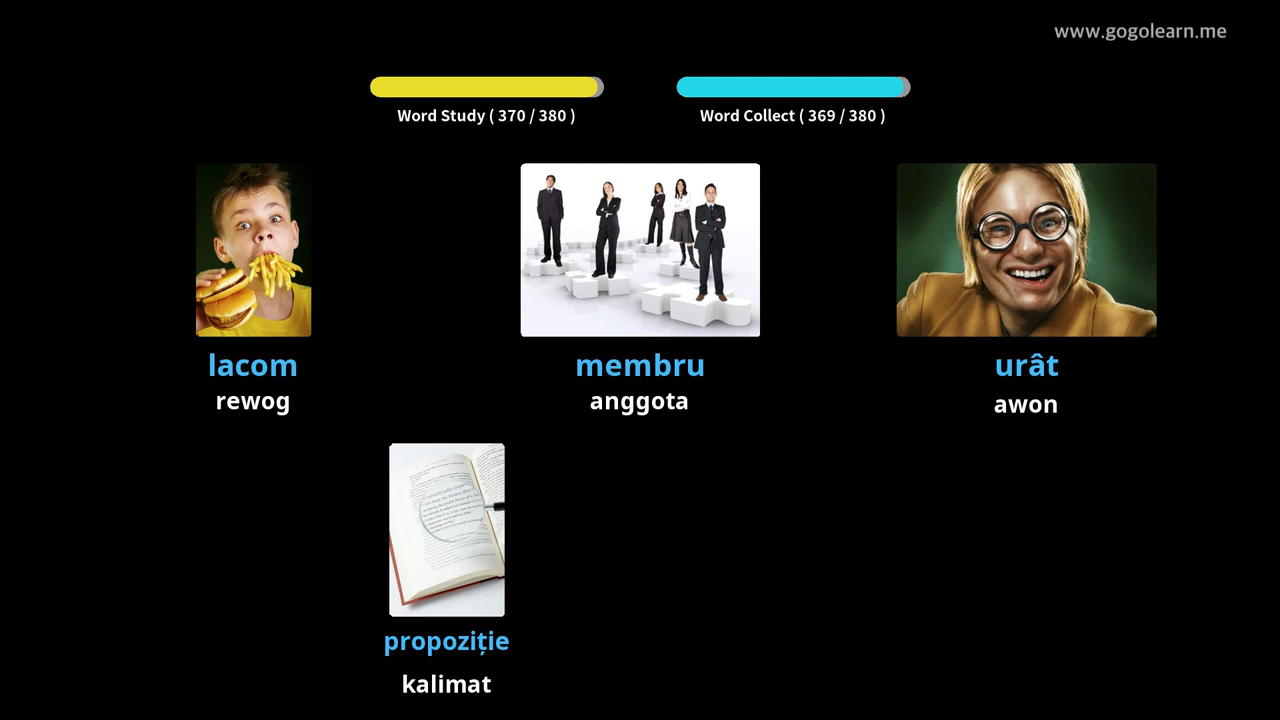 www.gogolearn.me
Word Study ( 370 / 380 )
Word Collect ( 369 / 380 )
lacom
rewog
membru
anggota
urât
awon
propoziție
kalimat